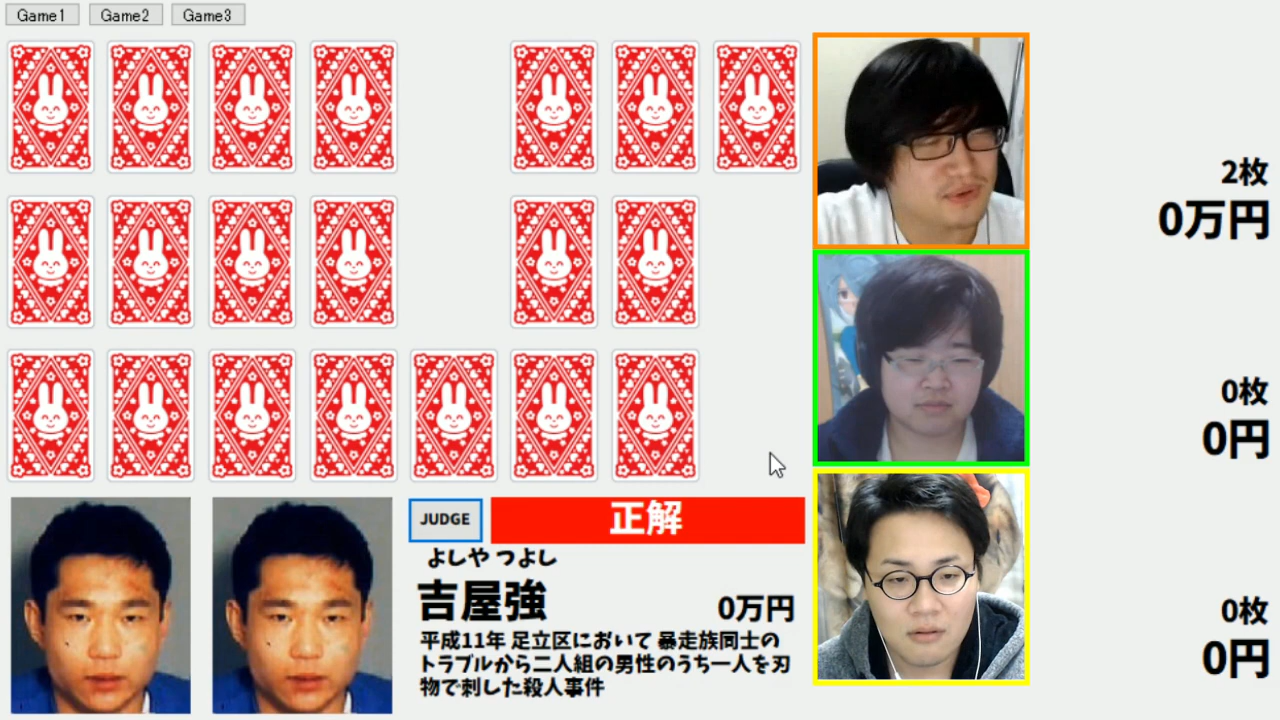 Game1 Game2 Game3
2枚
0万円
0枚
0円
JUDGE 正解
よしや つよし
吉屋強 0万円
平成11年 足立区において 暴走族同士の
トラブルから二人組の男性のうち一人を刃
物で刺した殺人事件
0枚
0円